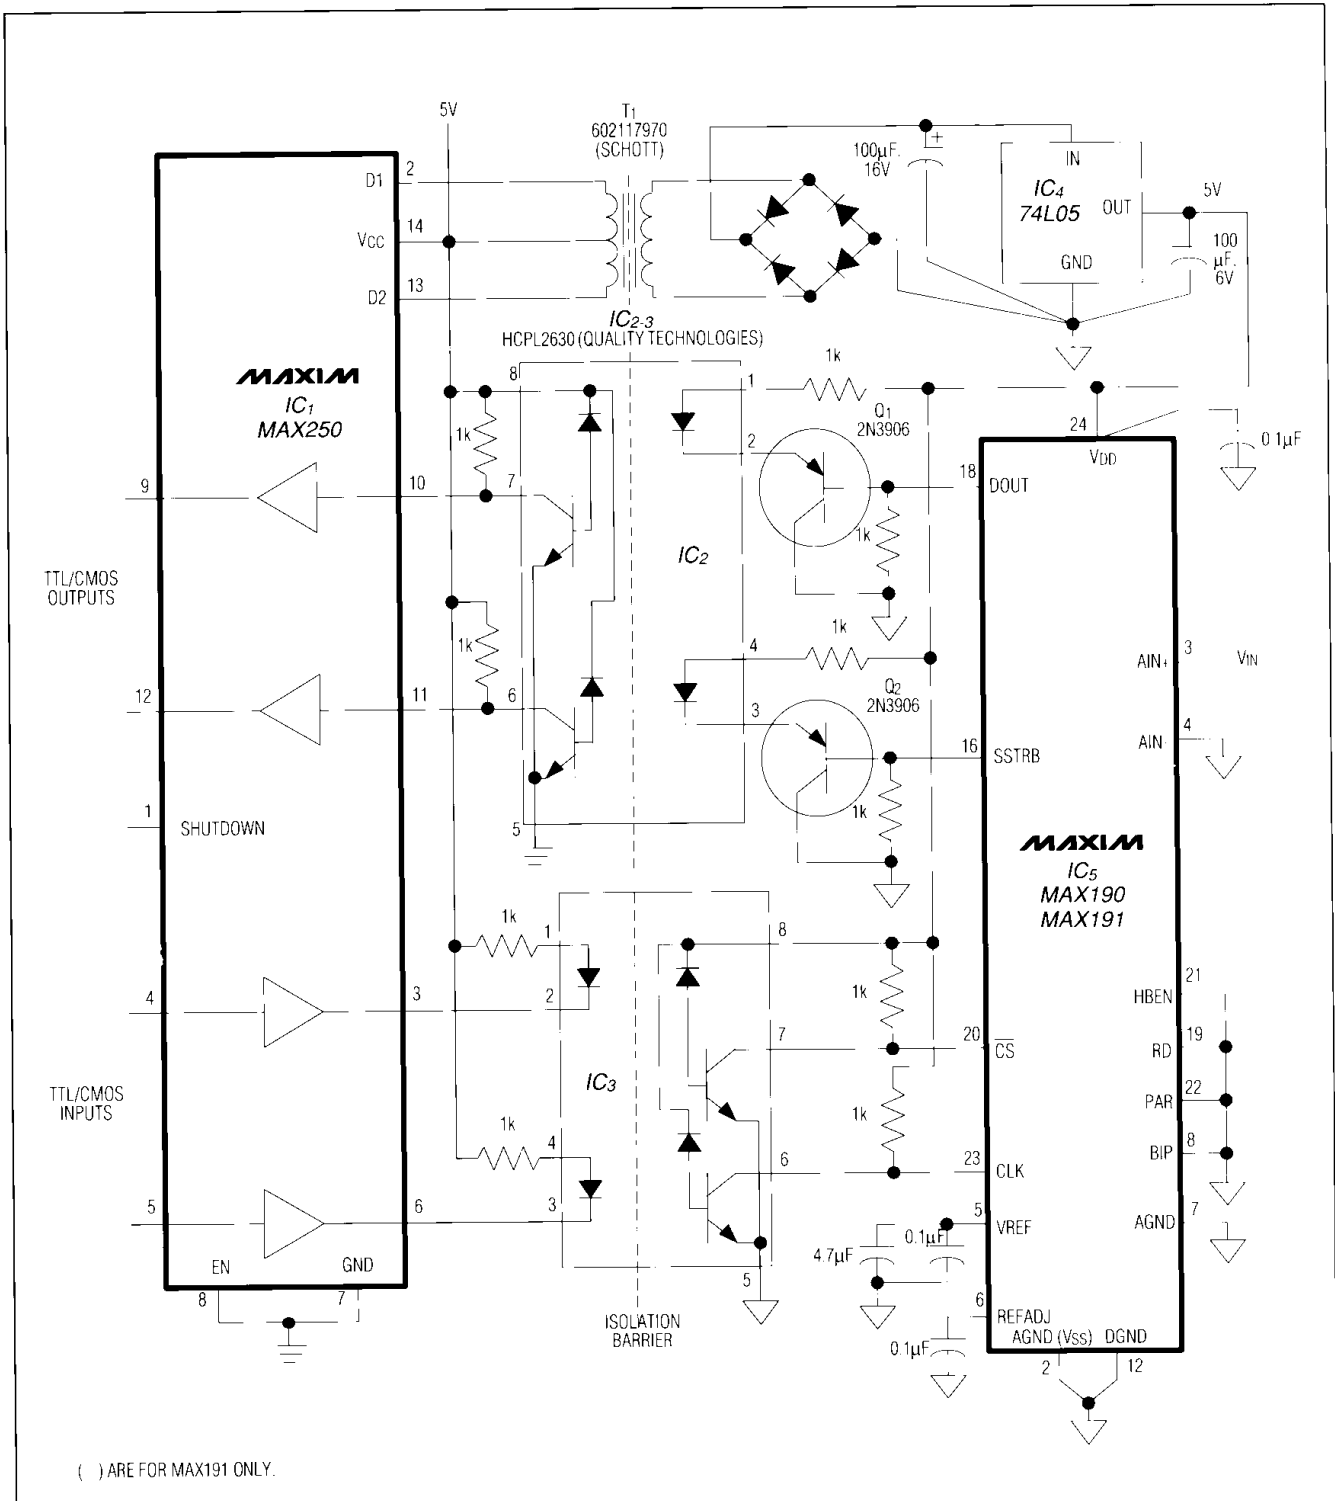 5V
T1
602117970
(SCHOTT)
100µF.
16V
+
IN
IC4
74L05
OUT
GND
5V
100
µF.
6V
D1
2
VCC
14
D2
13
IC2-3
HCPL2630 (QUALITY TECHNOLOGIES)
MAXIM
IC1
MAX250
8
1k
7
10
9
1
1k
2
Q1
2N3906
24
VDD
0.1µF
18
DOUT
1k
IC2
TTL/CMOS
OUTPUTS
1k
12
11
6
4
1k
3
Q2
2N3906
AIN+
3
VIN
AIN-
4
16
SSTRB
1k
1
SHUTDOWN
5
MAXIM
IC5
MAX190
MAX191
1k
1
8
4
3
2
1k
HBEN
21
7
20
CS
RD
19
IC3
TTL/CMOS
INPUTS
1k
4
1k
PAR
22
BIP
8
6
23
CLK
5
6
3
5
VREF
AGND
7
4.7µF
0.1µF
EN
GND
8
7
5
6
REFADJ
ISOLATION
BARRIER
0.1µF
AGND (VSS)
DGND
2
12
( ) ARE FOR MAX191 ONLY.